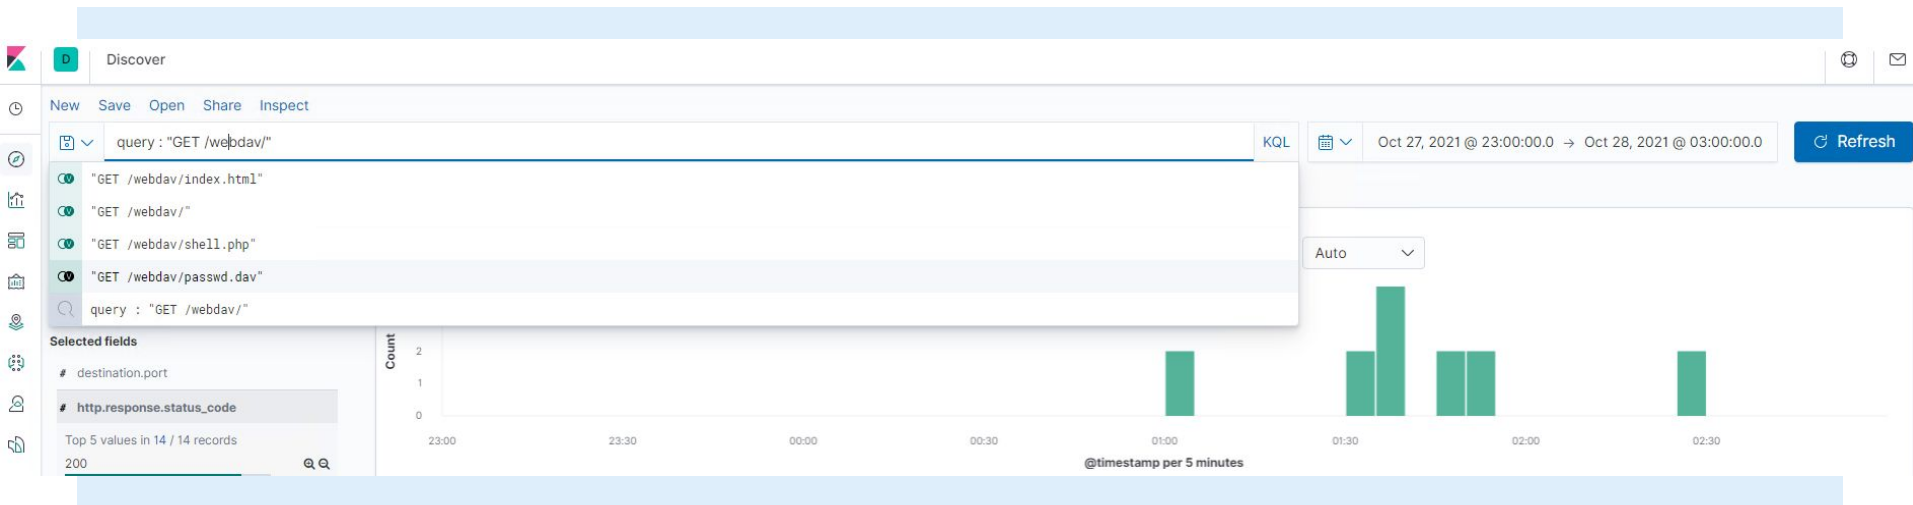 D Discover
New Save Open Share Inspect
query : "GET /webdav/" KQL Oct 27, 2021 @ 23:00:00.0 → Oct 28, 2021 @ 03:00:00.0 Refresh
"GET /webdav/index.html"
"GET /webdav/"
"GET /webdav/shell.php"
Auto
"GET /webdav/passwd.dav"
query : "GET /webdav/"
Selected fields
# destination.port
# http.response.status_code
Top 5 values in 14 / 14 records
200
Count
2
1
0
23:00 23:30 00:00 00:30 01:00 01:30 02:00 02:30
@timestamp per 5 minutes